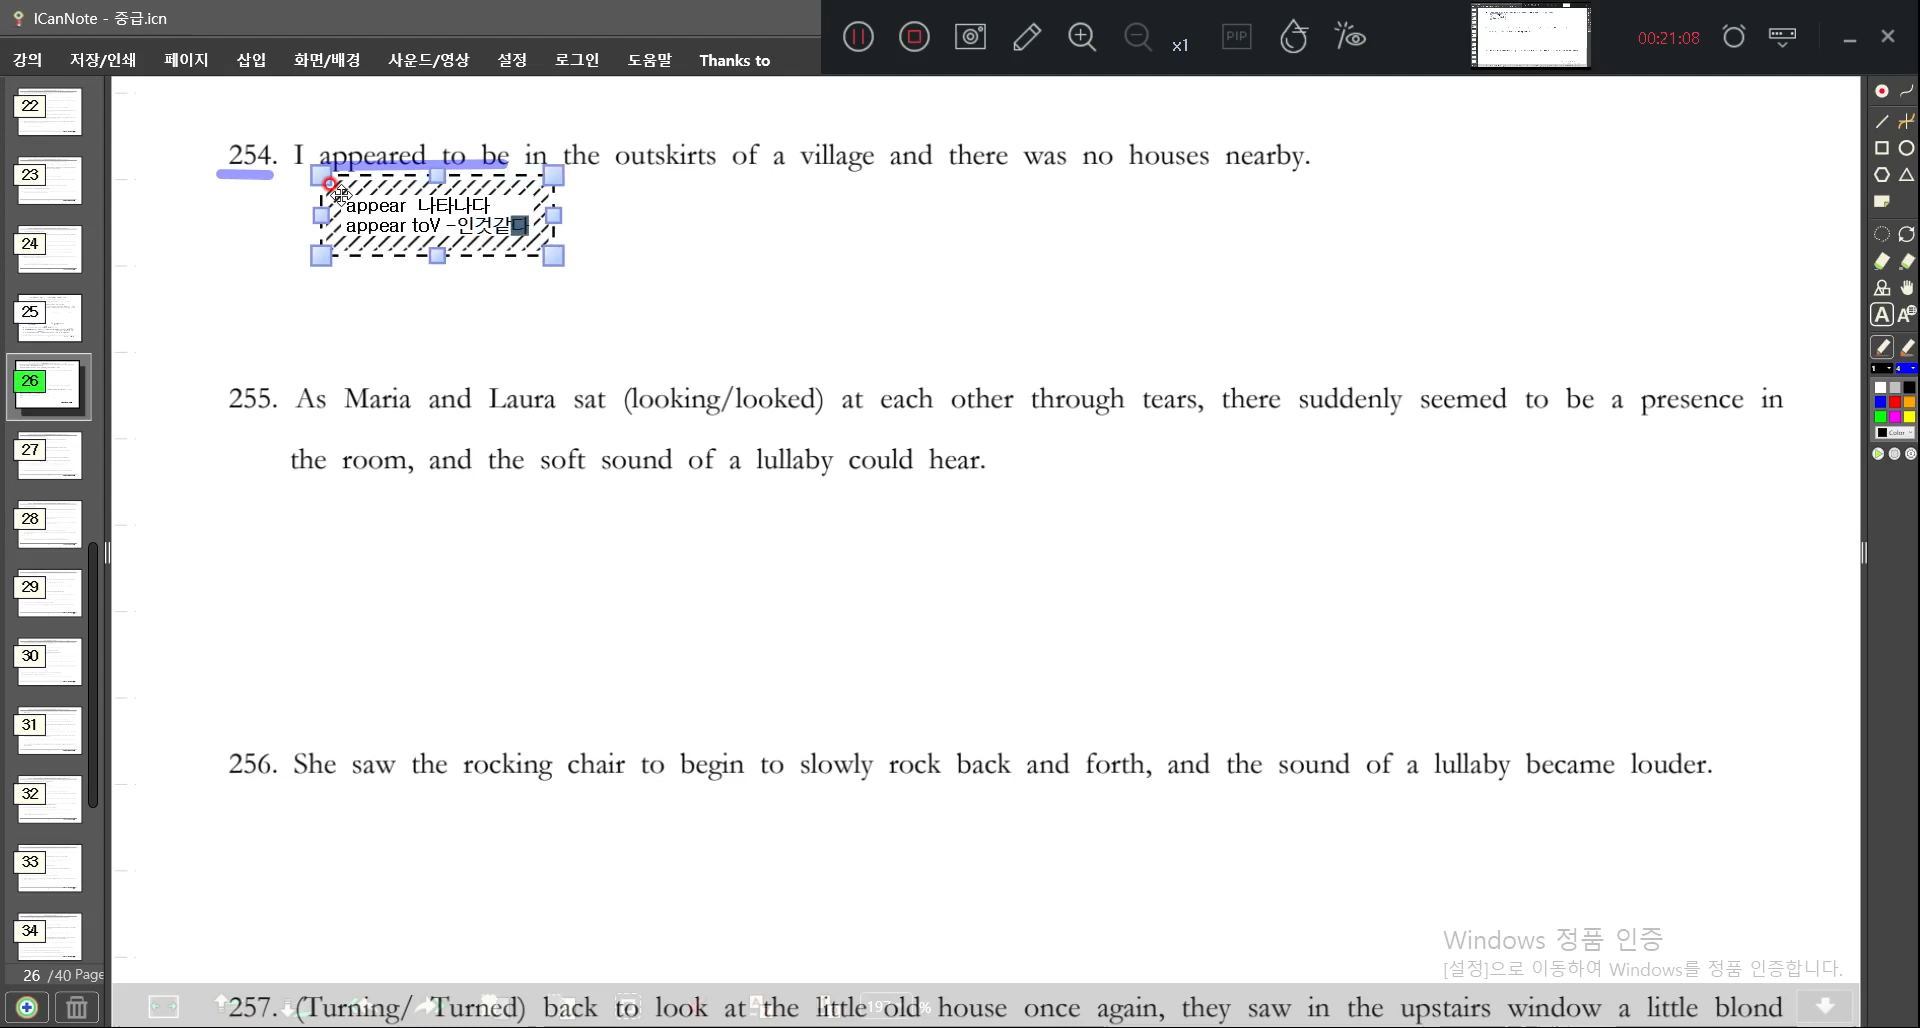 ICanNote - 중급.icn
x1
PIP
00:21:08
강의 저장/인쇄 페이지 삽입 화면/배경 사운드/영상 설정 로그인 도움말 Thanks to
22
23
24
25
26
27
28
29
30
31
32
33
34
26 /40 Page
254. I appeared to be in the outskirts of a village and there was no houses nearby.
appear 나타나다
appear toV -인것같다
255. As Maria and Laura sat (looking/looked) at each other through tears, there suddenly seemed to be a presence in
the room, and the soft sound of a lullaby could hear.
256. She saw the rocking chair to begin to slowly rock back and forth, and the sound of a lullaby became louder.
Windows 정품 인증
[설정]으로 이동하여 Windows를 정품 인증합니다.
257. (Turning/ Turned) back to look at the little old house once again, they saw in the upstairs window a little blond
A
A
1
4
Color